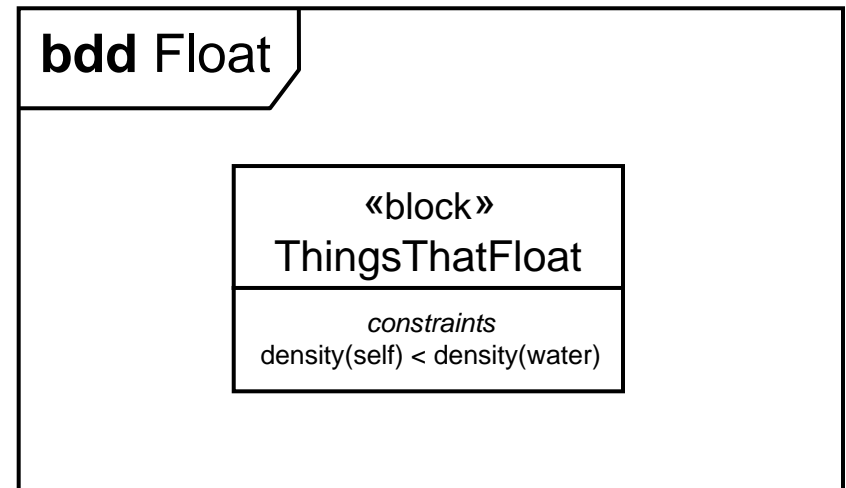 bdd Float
«block»
ThingsThatFloat
constraints
density(self) < density(water)